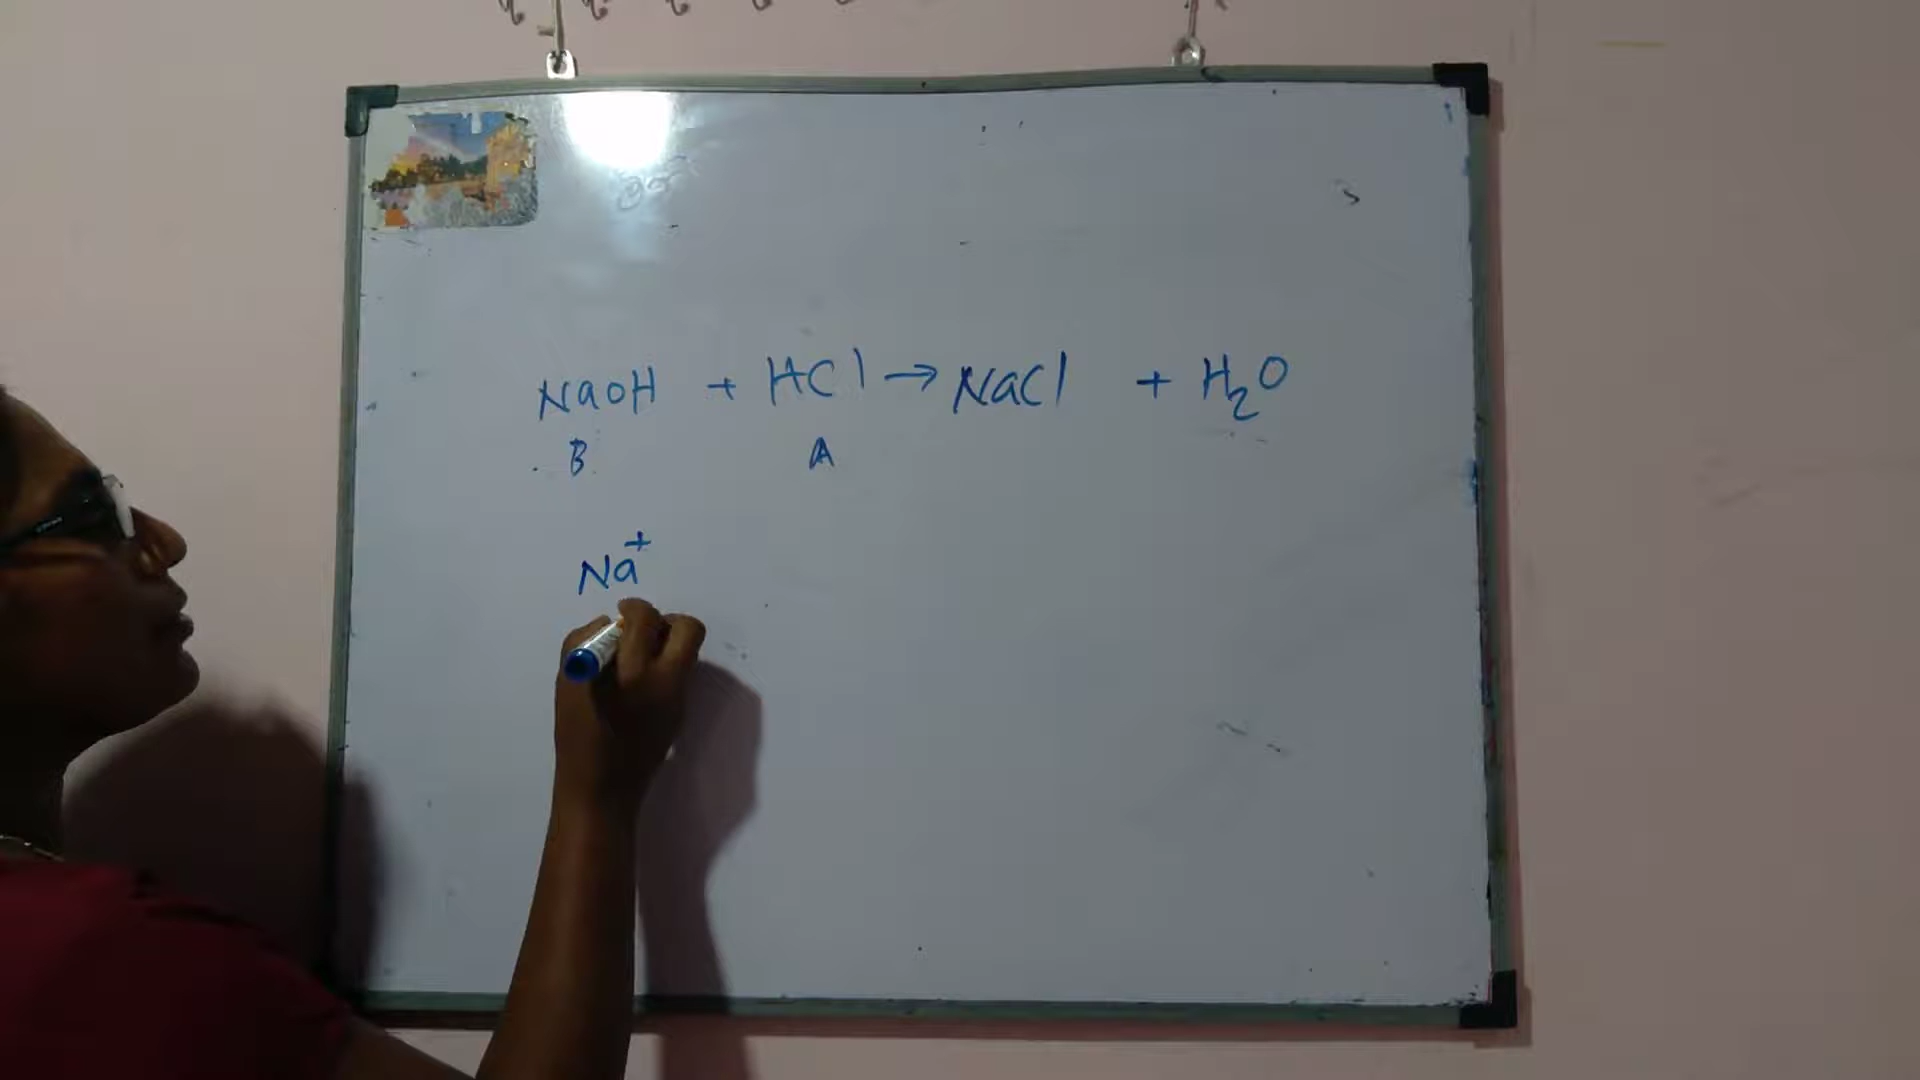 NaOH + HCl → NaCl + H₂O
B A
Na⁺